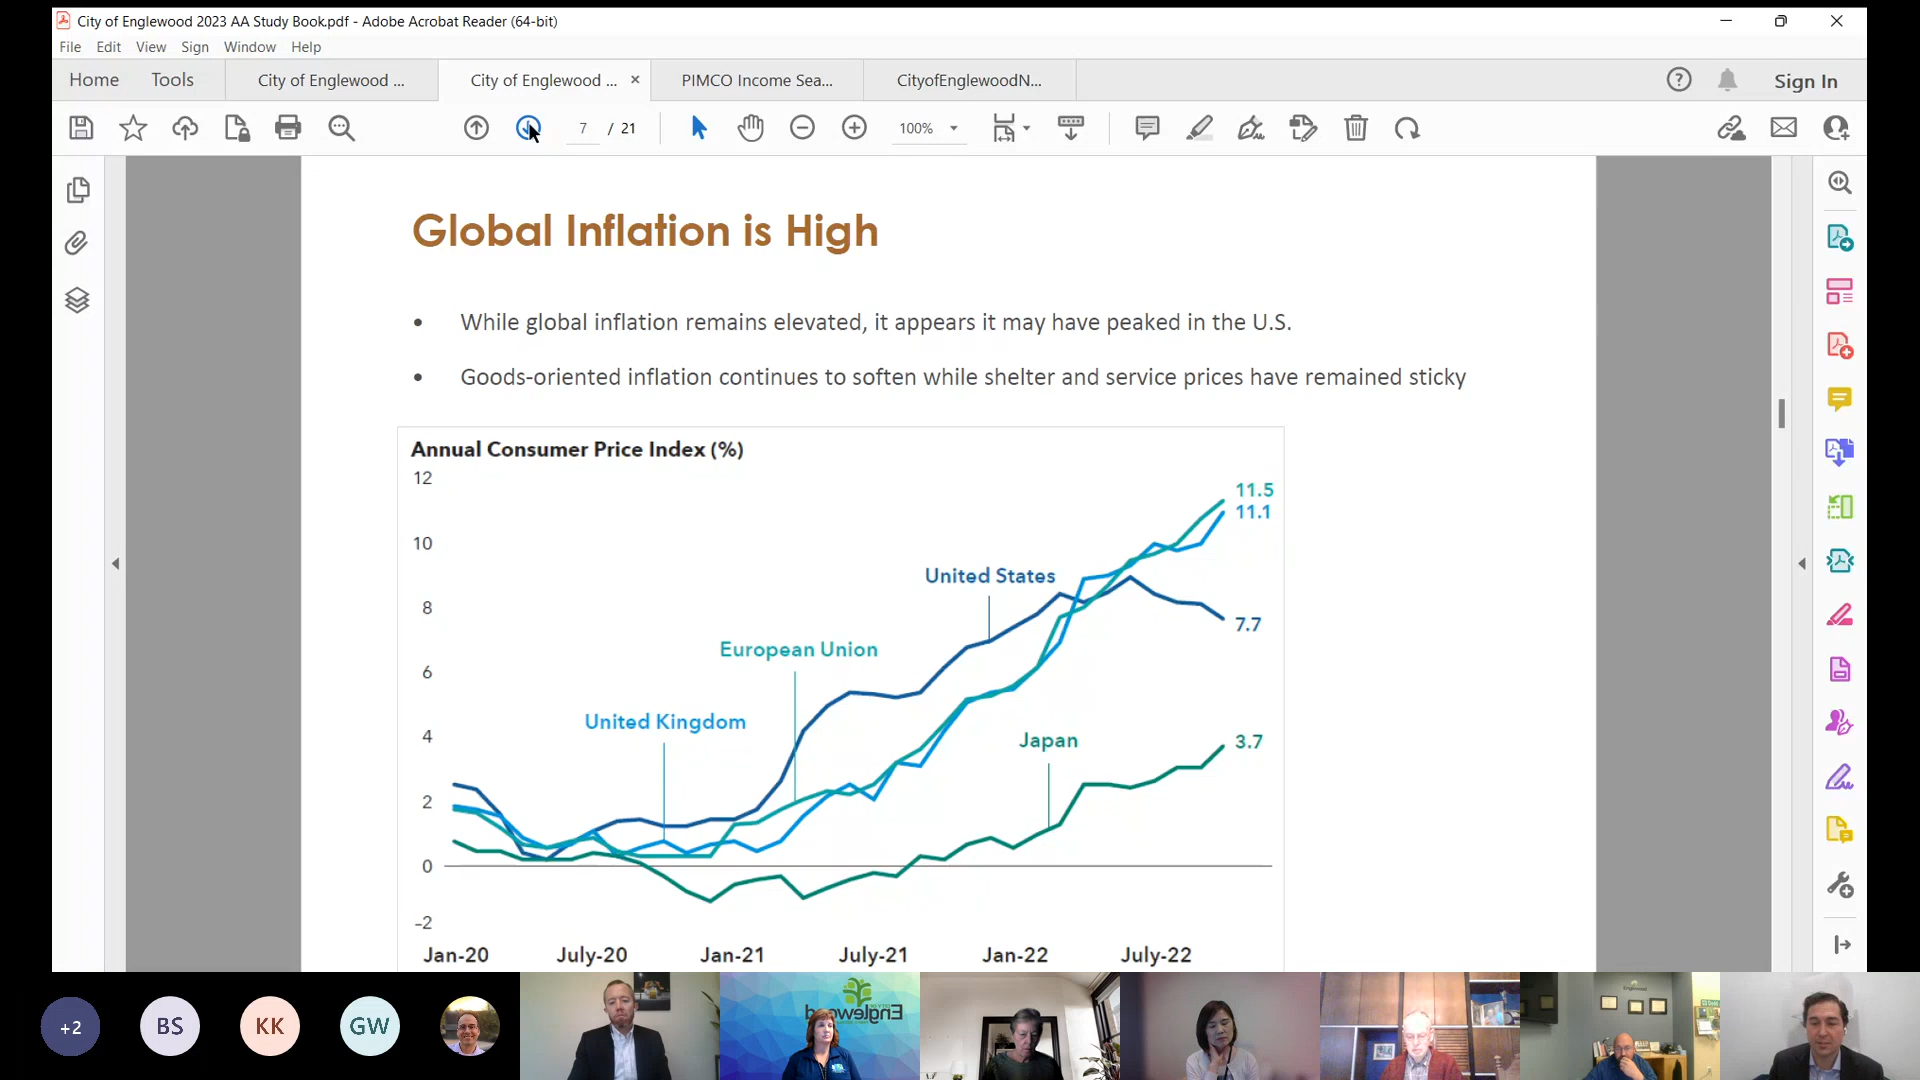 City of Englewood 2023 AA Study Book.pdf - Adobe Acrobat Reader (64-bit)
File Edit View Sign Window Help
Home Tools City of Englewood ... City of Englewood ... PIMCO Income Sea... CityofEnglewoodN... Sign In
7 / 21 100%
Global Inflation is High
• While global inflation remains elevated, it appears it may have peaked in the U.S.
• Goods-oriented inflation continues to soften while shelter and service prices have remained sticky
Annual Consumer Price Index (%)
12
11.5
11.1
10
United States
8
7.7
European Union
6
United Kingdom
4
Japan
3.7
2
0
-2
Jan-20 July-20 Jan-21 July-21 Jan-22 July-22
+2 BS KK GW
Englewood